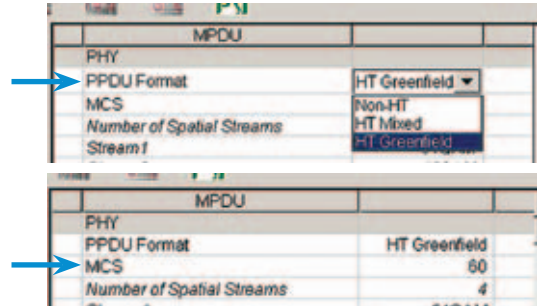 MPDU
PHY
PPDU Format HT Greenfield
MCS Non-HT
Number of Spatial Streams HT Mixed
Stream1 HT Greenfield
MPDU
PHY
PPDU Format HT Greenfield
MCS 60
Number of Spatial Streams 4